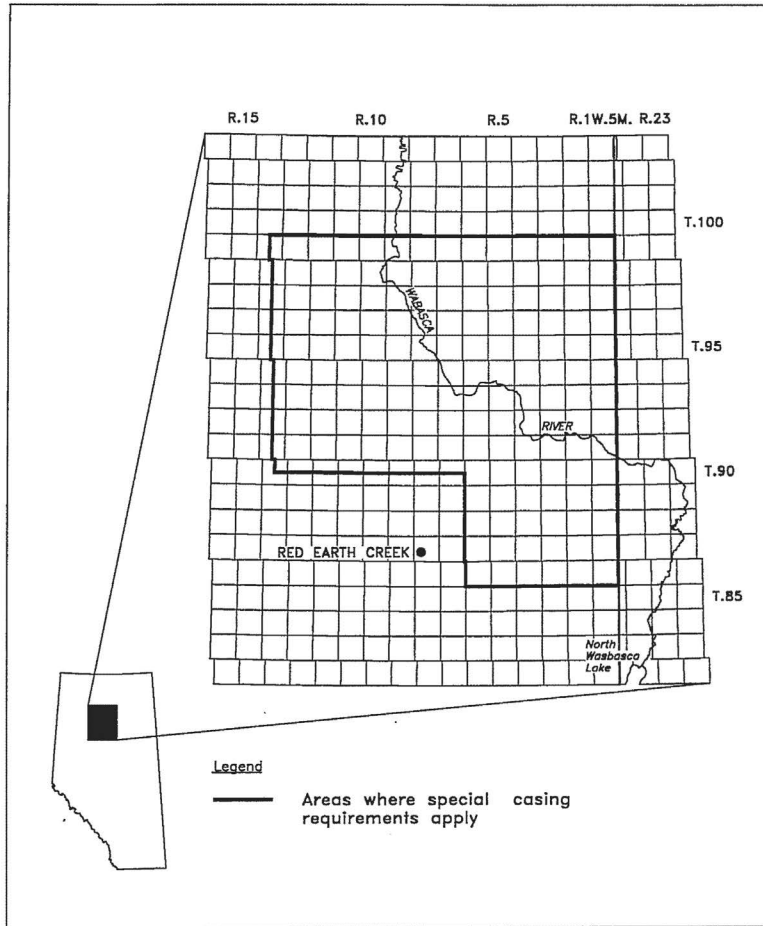 R.15 R.10 R.5 R.1W.5M. R.23
T.100
WABASCA
T.95
RIVER
T.90
RED EARTH CREEK
T.85
North
Wasbasca
Lake
Legend
Areas where special casing
requirements apply